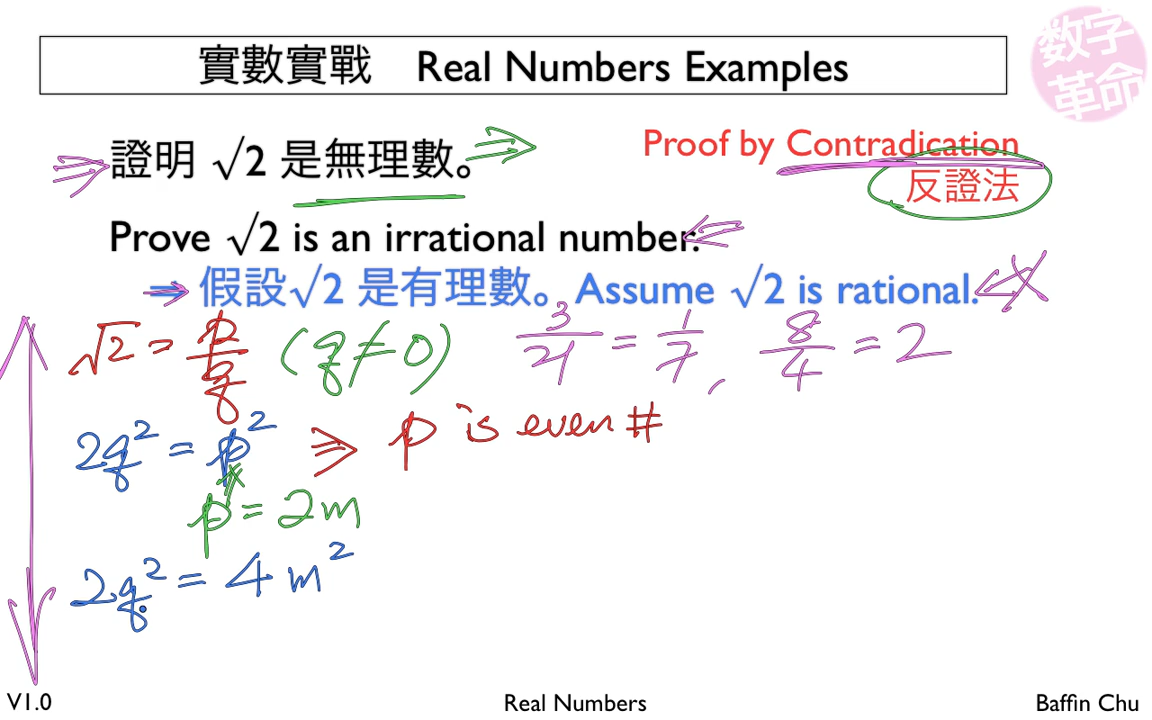 實數實戰 Real Numbers Examples
数字
革命
證明 √2 是無理數。
Proof by Contradication
反證法
Prove √2 is an irrational number.
⇒ 假設√2 是有理數。Assume √2 is rational.
√2 = p/q (q ≠ 0) 3/21 = 1/7, 8/4 = 2
2q² = p² ⇒ p is even #
p = 2m
2q² = 4m²
V1.0 Real Numbers Baffin Chu